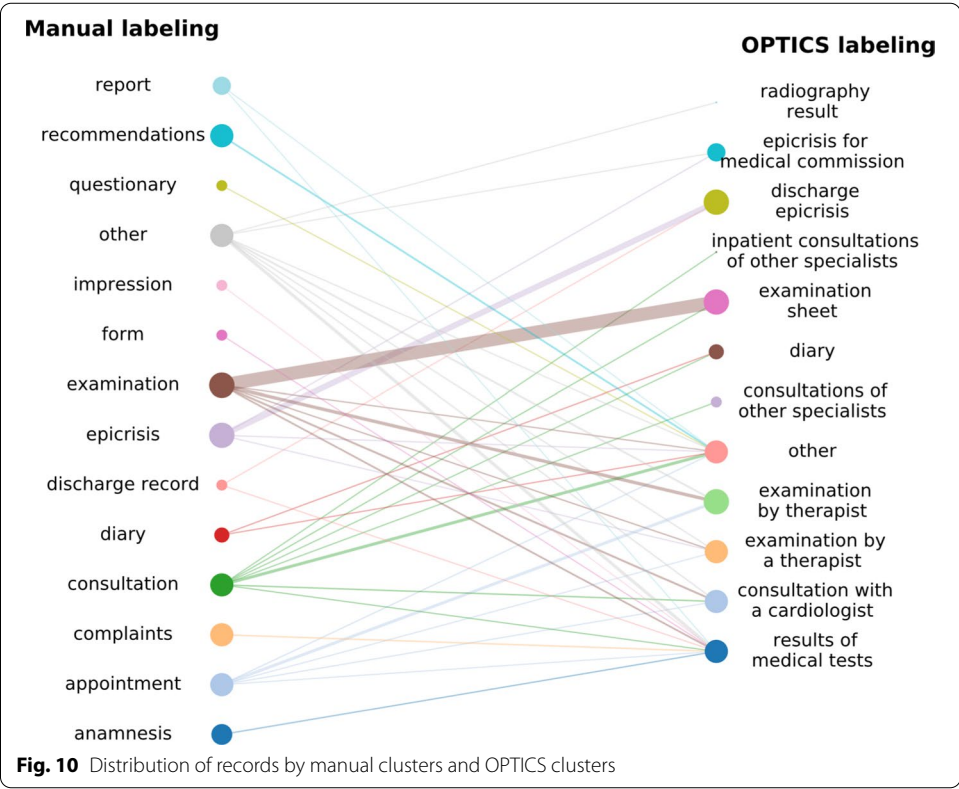 Manual labeling
report
recommendations
questionary
other
impression
form
examination
epicrisis
discharge record
diary
consultation
complaints
appointment
anamnesis
OPTICS labeling
radiography
result
epicrisis for
medical commission
discharge
epicrisis
inpatient consultations
of other specialists
examination
sheet
diary
consultations of
other specialists
other
examination
by therapist
examination by
a therapist
consultation with
a cardiologist
results of
medical tests
Fig. 10 Distribution of records by manual clusters and OPTICS clusters